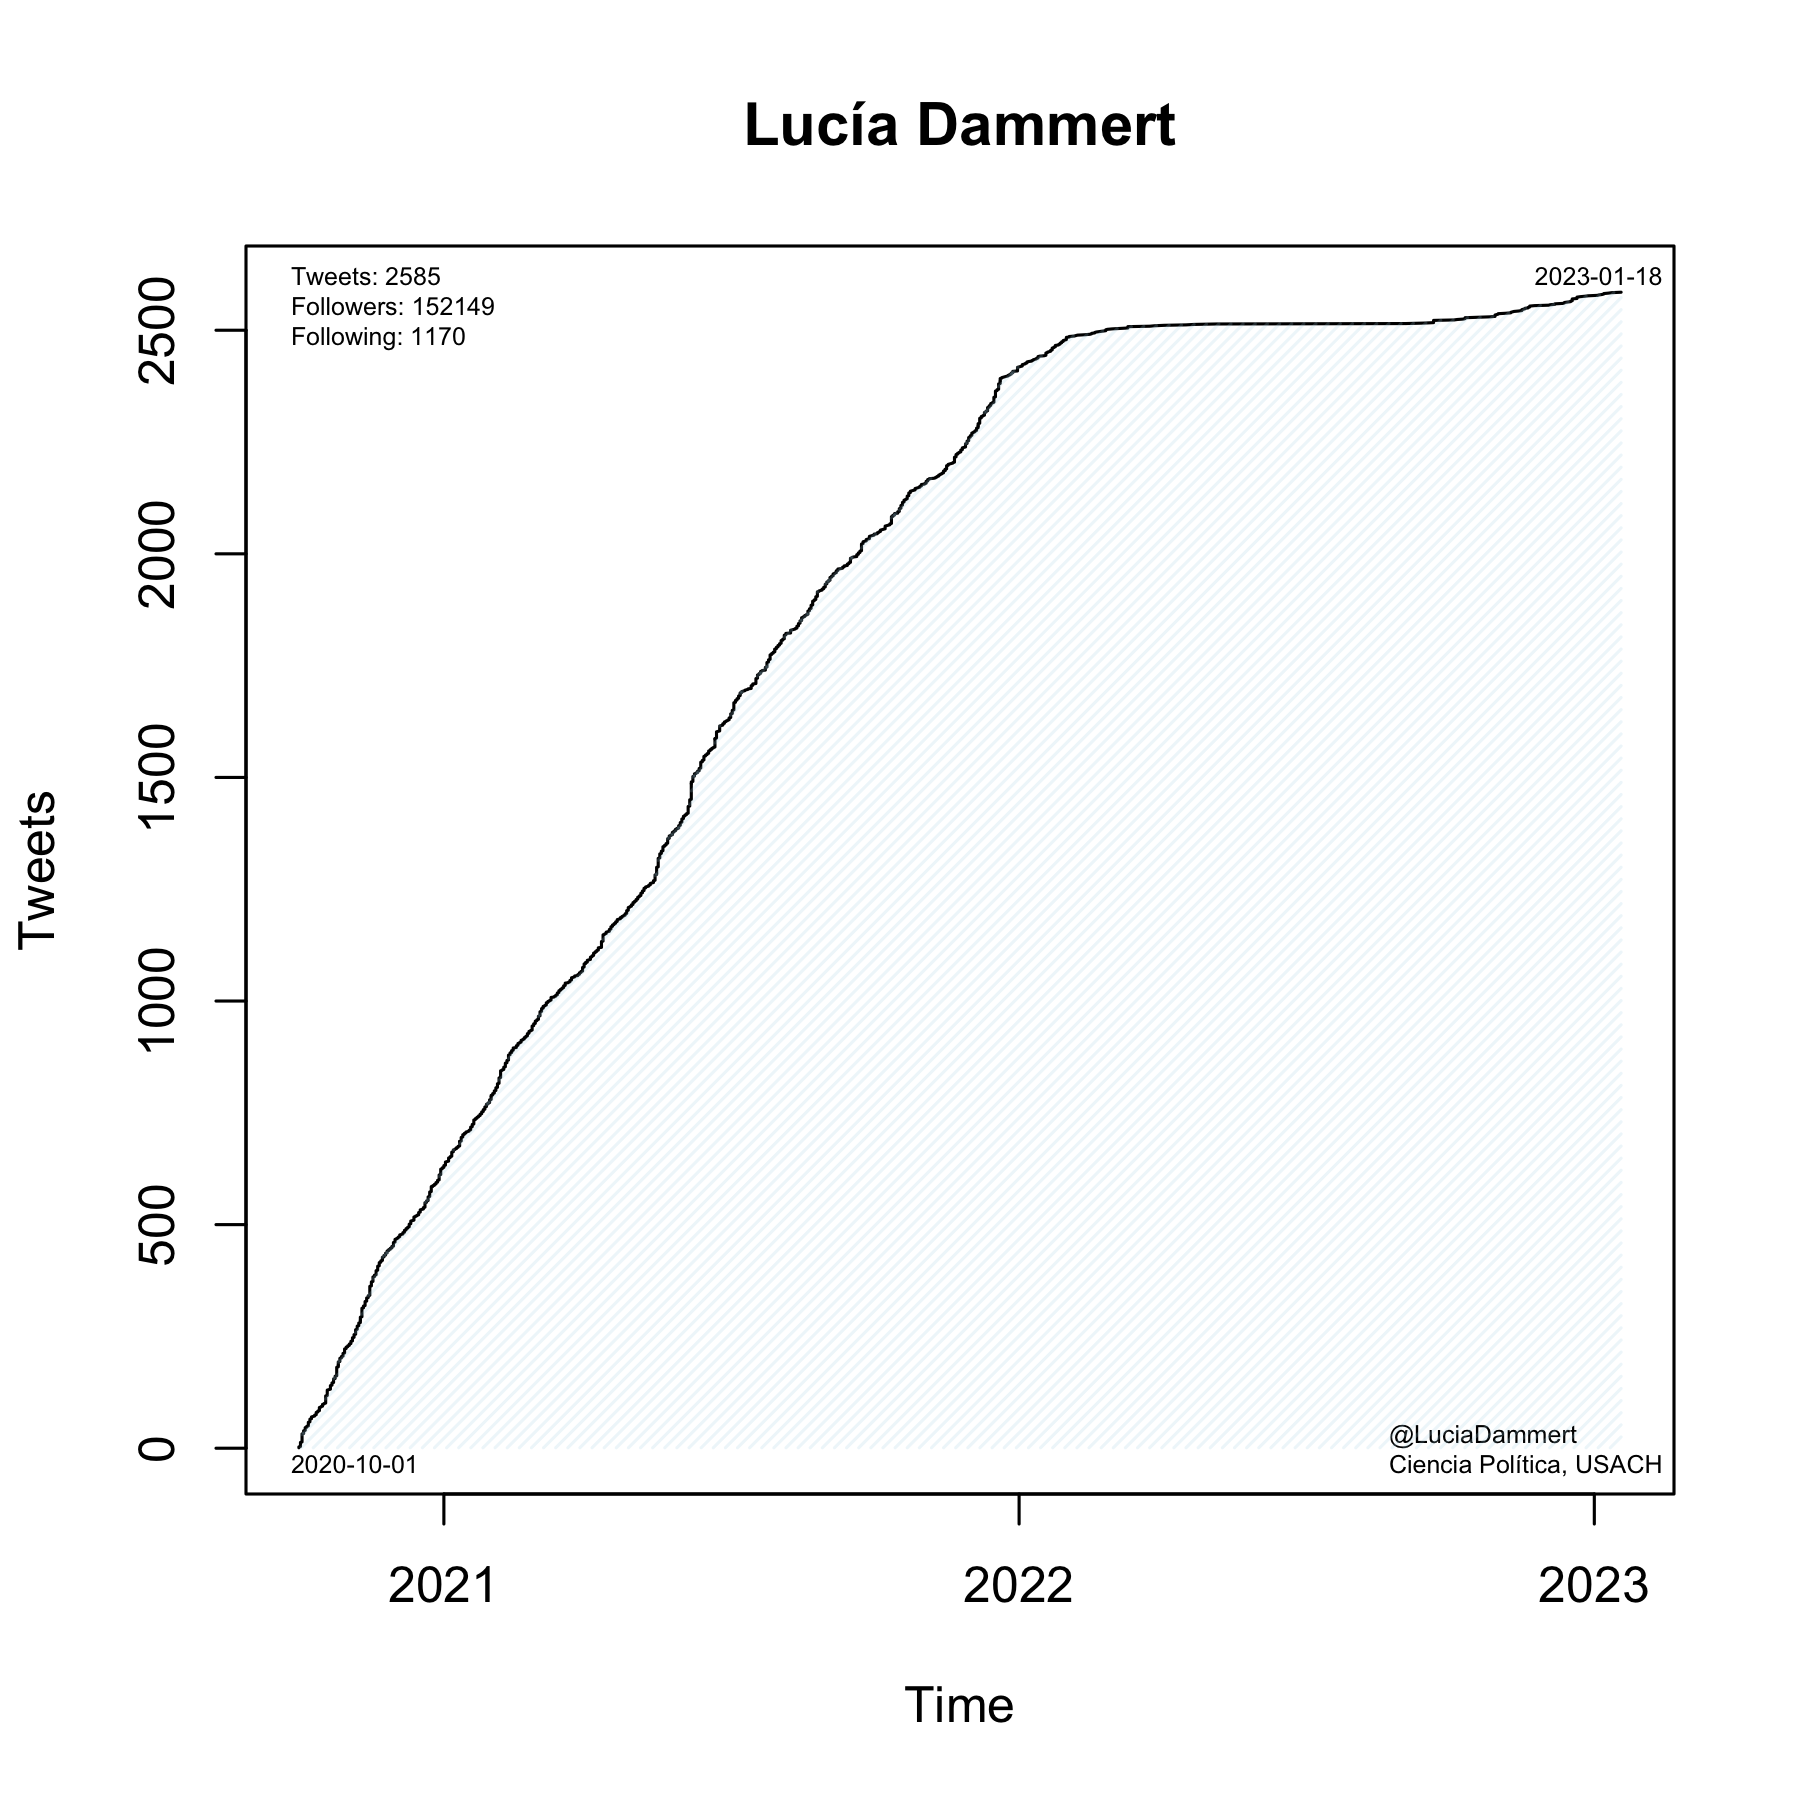 Lucía Dammert
Tweets: 2585
Followers: 152149
Following: 1170
2023-01-18
2500
2000
1500
1000
500
0
Tweets
2020-10-01
@LuciaDammert
Ciencia Política, USACH
2021
2022
2023
Time